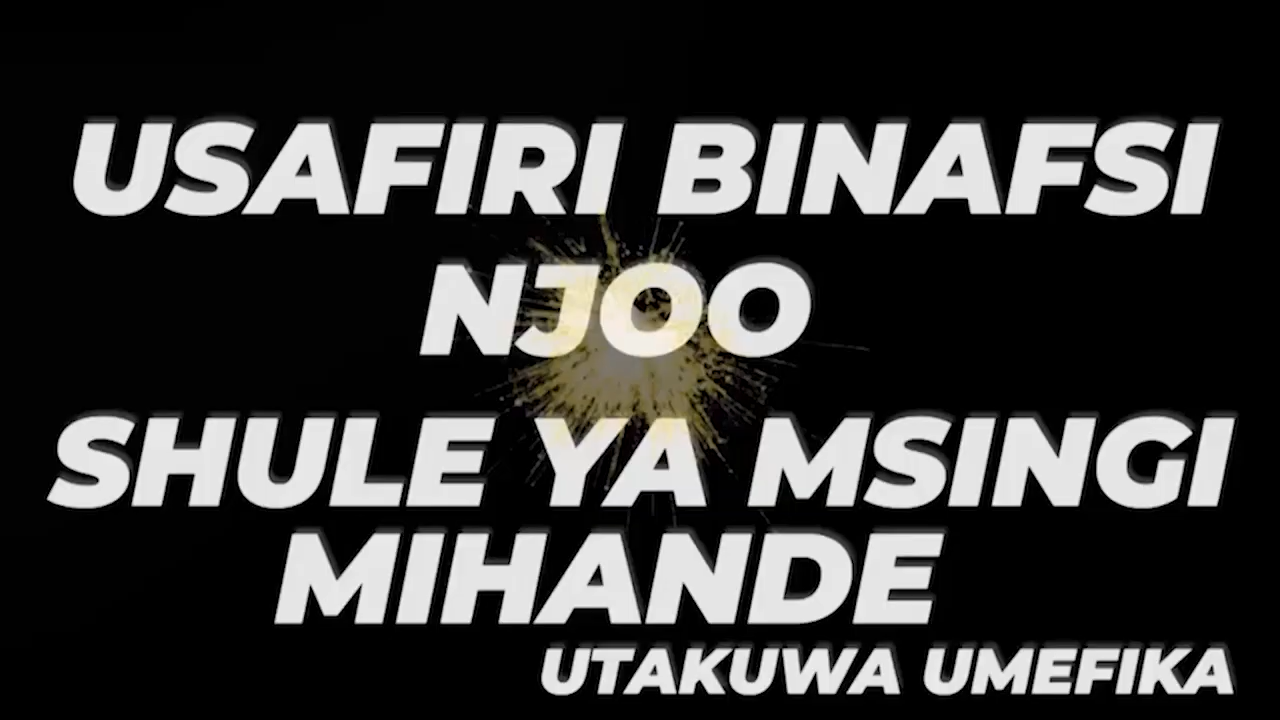 USAFIRI BINAFSI
NJOO
SHULE YA MSINGI
MIHANDE
UTAKUWA UMEFIKA